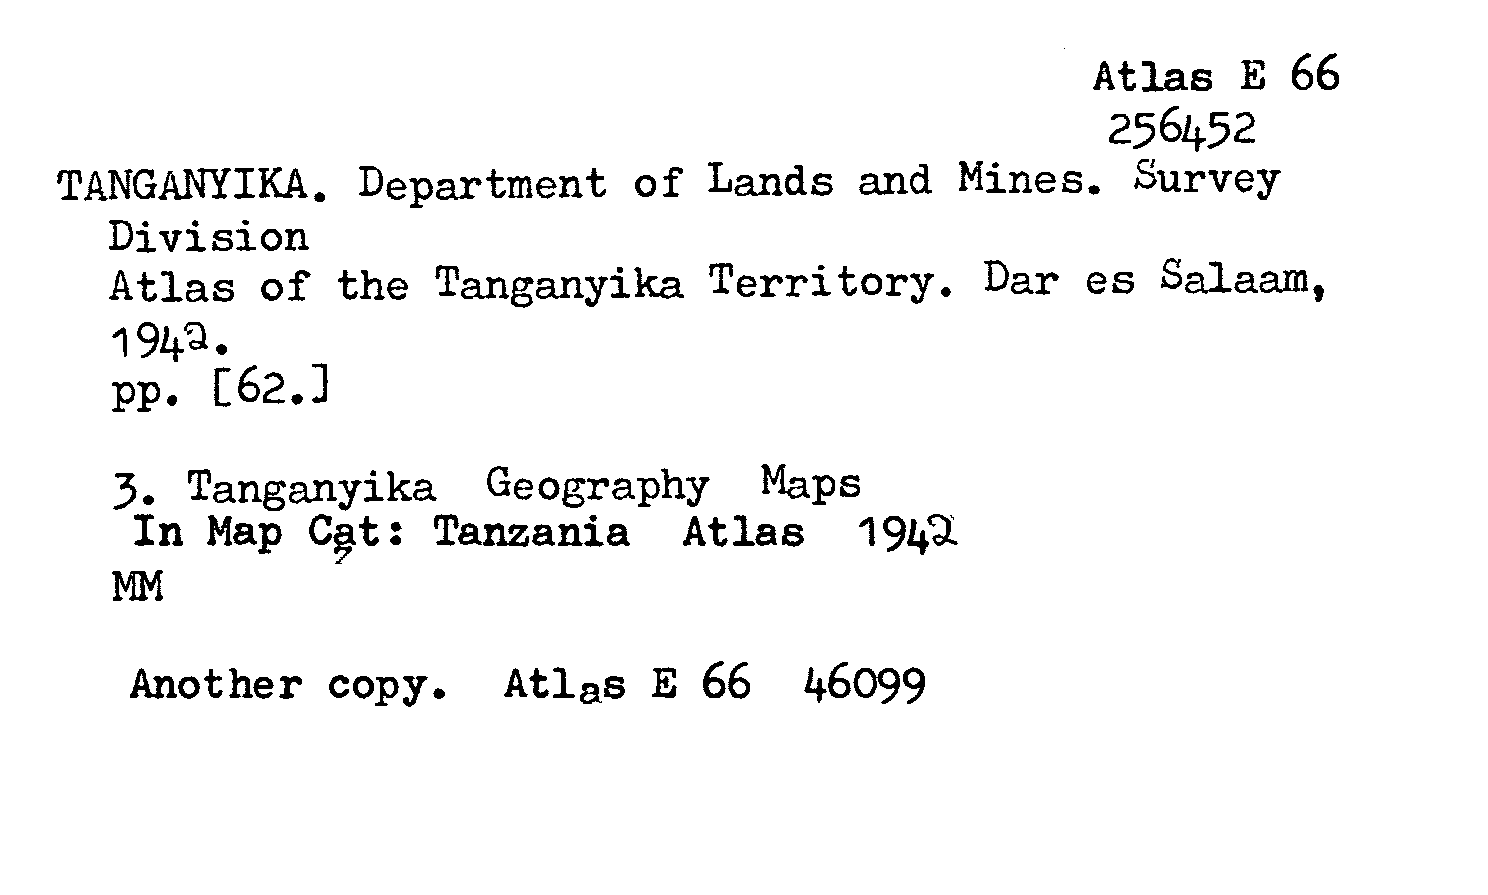 Atlas E 66
256452
TANGANYIKA. Department of Lands and Mines. Survey
Division
Atlas of the Tanganyika Territory. Dar es Salaam,
1942.
pp. [62.]
3. Tanganyika Geography Maps
In Map Cat: Tanzania Atlas 1942
MM
Another copy. Atlas E 66 46099